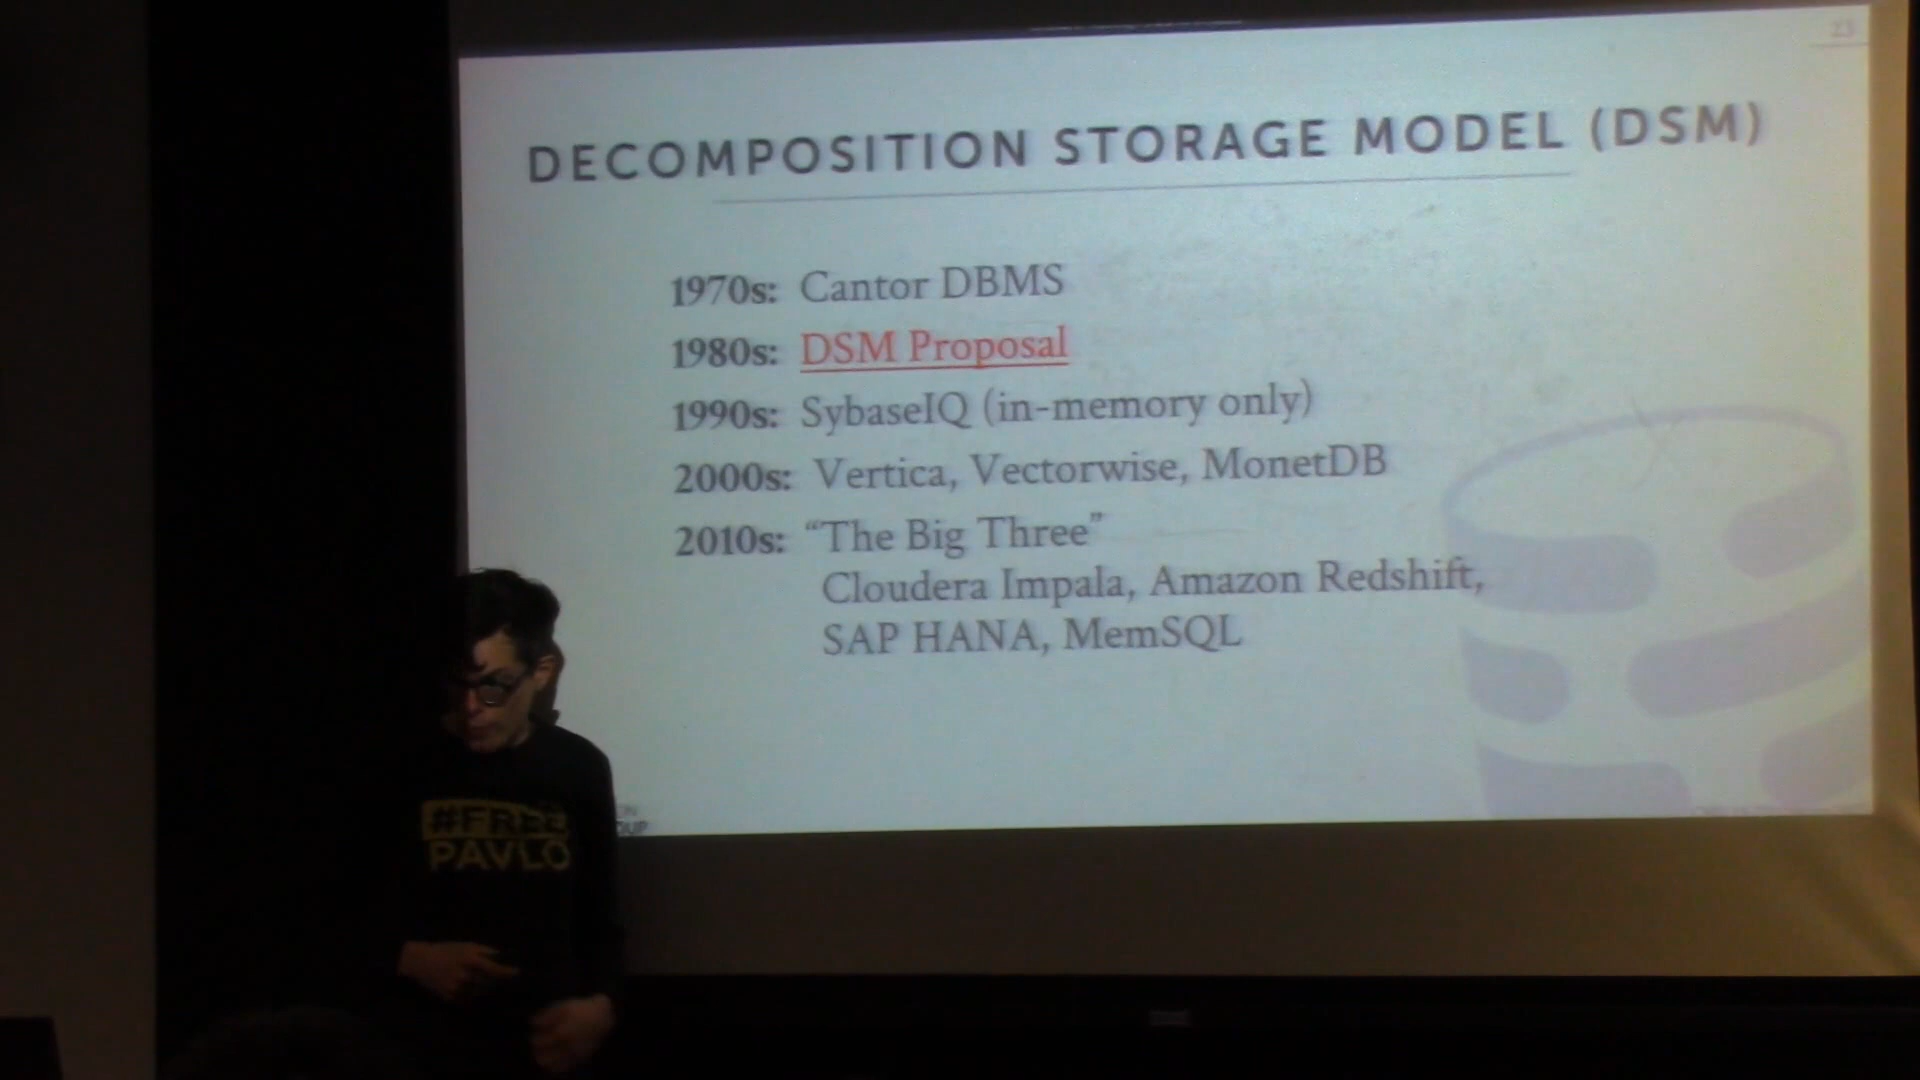 23
DECOMPOSITION STORAGE MODEL (DSM)
1970s: Cantor DBMS
1980s: DSM Proposal
1990s: SybaseIQ (in-memory only)
2000s: Vertica, Vectorwise, MonetDB
2010s: “The Big Three”
Cloudera Impala, Amazon Redshift,
SAP HANA, MemSQL
#FREE
PAVLO